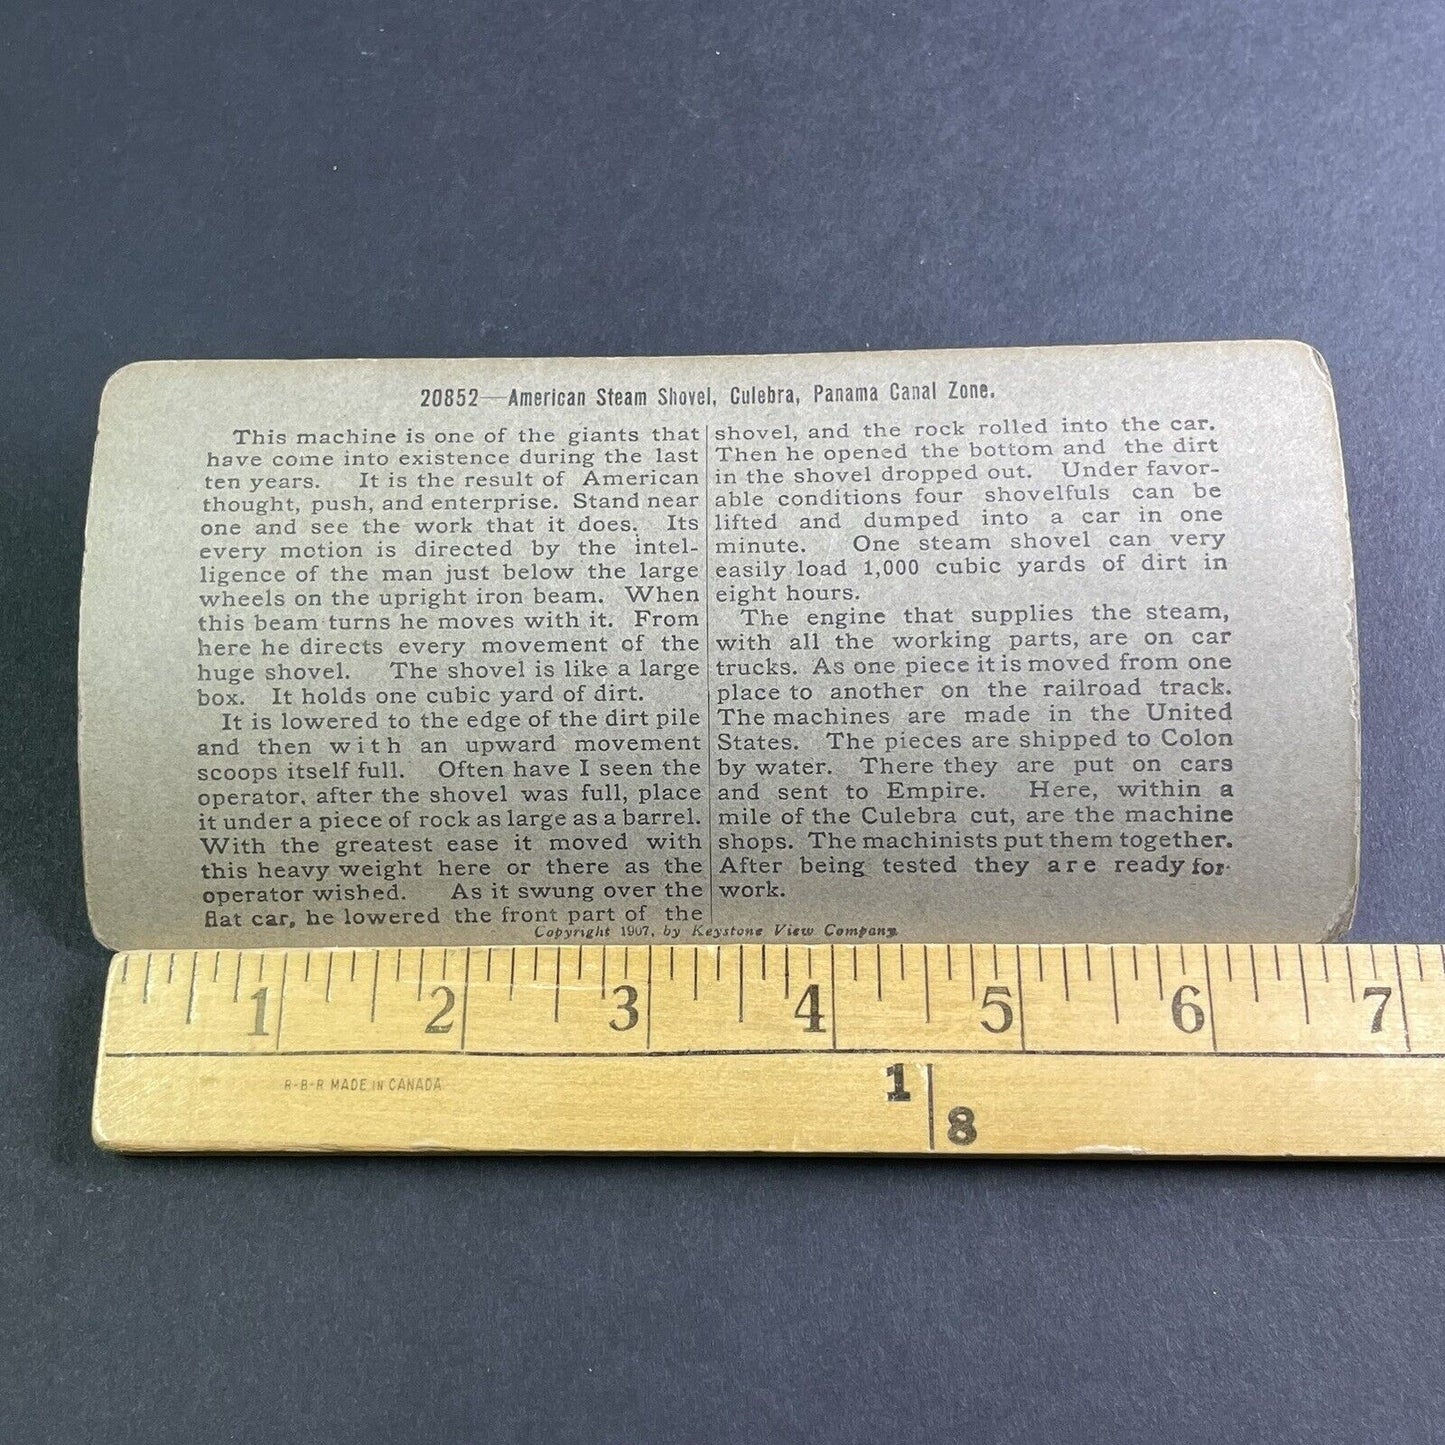 20852—American Steam Shovel, Culebra, Panama Canal Zone.
This machine is one of the giants that
have come into existence during the last
ten years. It is the result of American
thought, push, and enterprise. Stand near
one and see the work that it does. Its
every motion is directed by the intel-
ligence of the man just below the large
wheels on the upright iron beam. When
this beam turns he moves with it. From
here he directs every movement of the
huge shovel. The shovel is like a large
box. It holds one cubic yard of dirt.
It is lowered to the edge of the dirt pile
and then with an upward movement
scoops itself full. Often have I seen the
operator, after the shovel was full, place
it under a piece of rock as large as a barrel.
With the greatest ease it moved with
this heavy weight here or there as the
operator wished. As it swung over the
flat car, he lowered the front part of the
shovel, and the rock rolled into the car.
Then he opened the bottom and the dirt
in the shovel dropped out. Under favor-
able conditions four shovelfuls can be
lifted and dumped into a car in one
minute. One steam shovel can very
easily load 1,000 cubic yards of dirt in
eight hours.
The engine that supplies the steam,
with all the working parts, are on car
trucks. As one piece it is moved from one
place to another on the railroad track.
The machines are made in the United
States. The pieces are shipped to Colon
by water. There they are put on cars
and sent to Empire. Here, within a
mile of the Culebra cut, are the machine
shops. The machinists put them together.
After being tested they are ready for
work.
Copyright 1907, by Keystone View Company.
1 2 3 4 5 6 7
R-B-R MADE IN CANADA
1 8